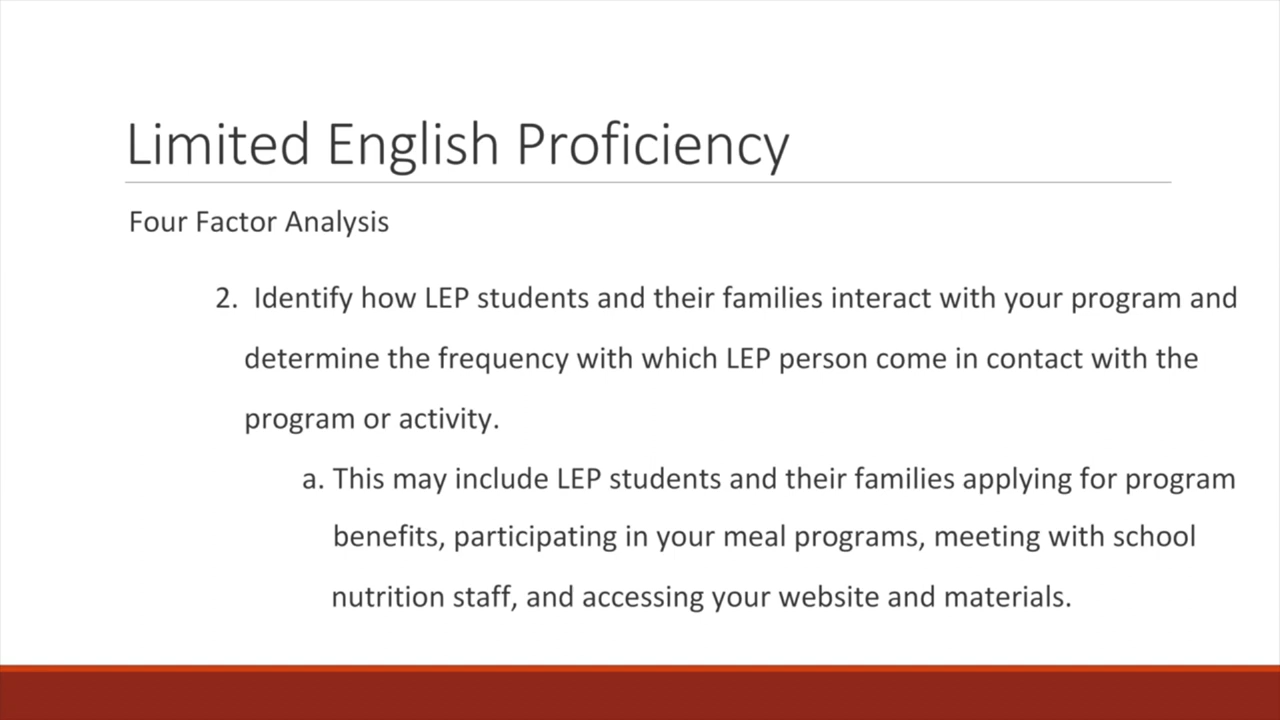 Limited English Proficiency
Four Factor Analysis
2. Identify how LEP students and their families interact with your program and
determine the frequency with which LEP person come in contact with the
program or activity.
a. This may include LEP students and their families applying for program
benefits, participating in your meal programs, meeting with school
nutrition staff, and accessing your website and materials.